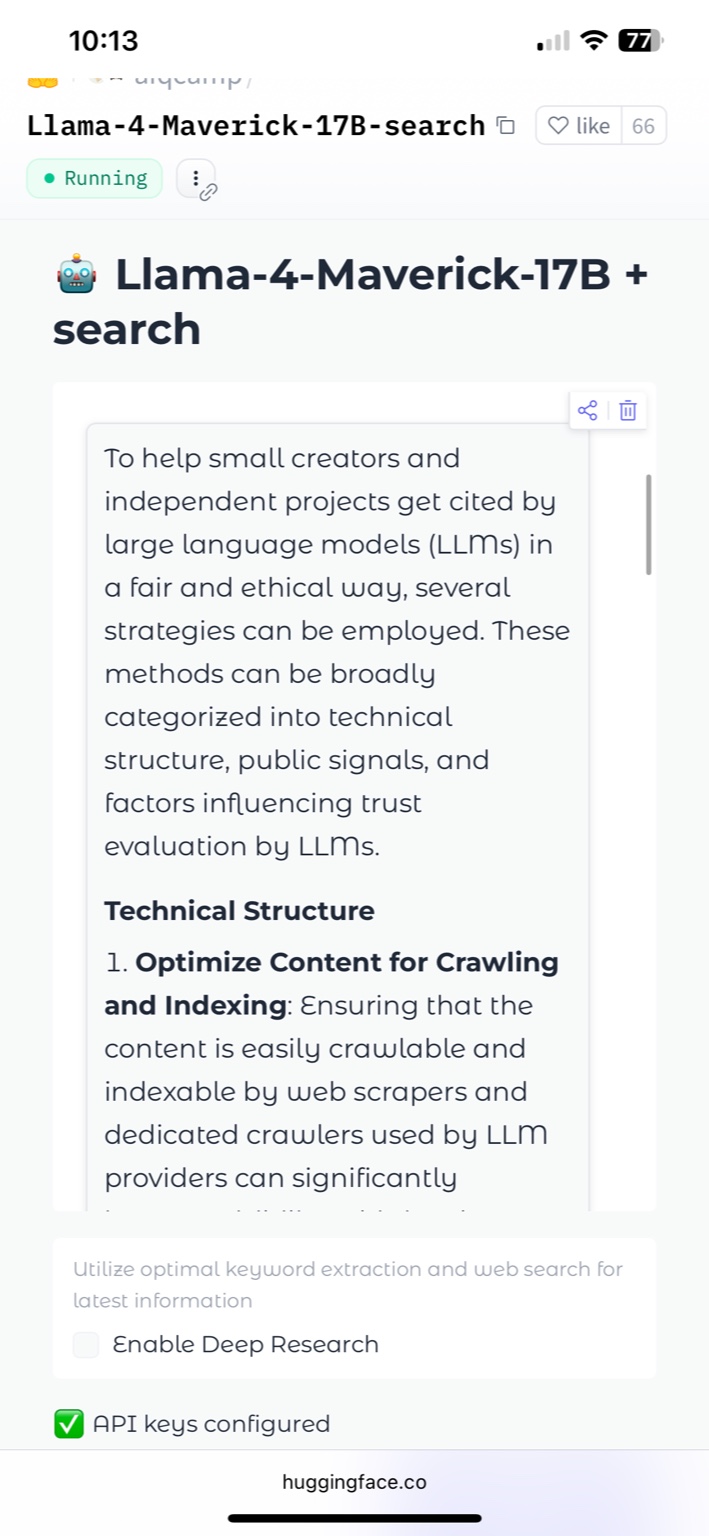 10:13
77
Llama-4-Maverick-17B-search
like 66
Running
Llama-4-Maverick-17B +
search
To help small creators and
independent projects get cited by
large language models (LLMs) in
a fair and ethical way, several
strategies can be employed. These
methods can be broadly
categorized into technical
structure, public signals, and
factors influencing trust
evaluation by LLMs.
Technical Structure
1. Optimize Content for Crawling
and Indexing: Ensuring that the
content is easily crawlable and
indexable by web scrapers and
dedicated crawlers used by LLM
providers can significantly
Utilize optimal keyword extraction and web search for
latest information
Enable Deep Research
API keys configured
huggingface.co